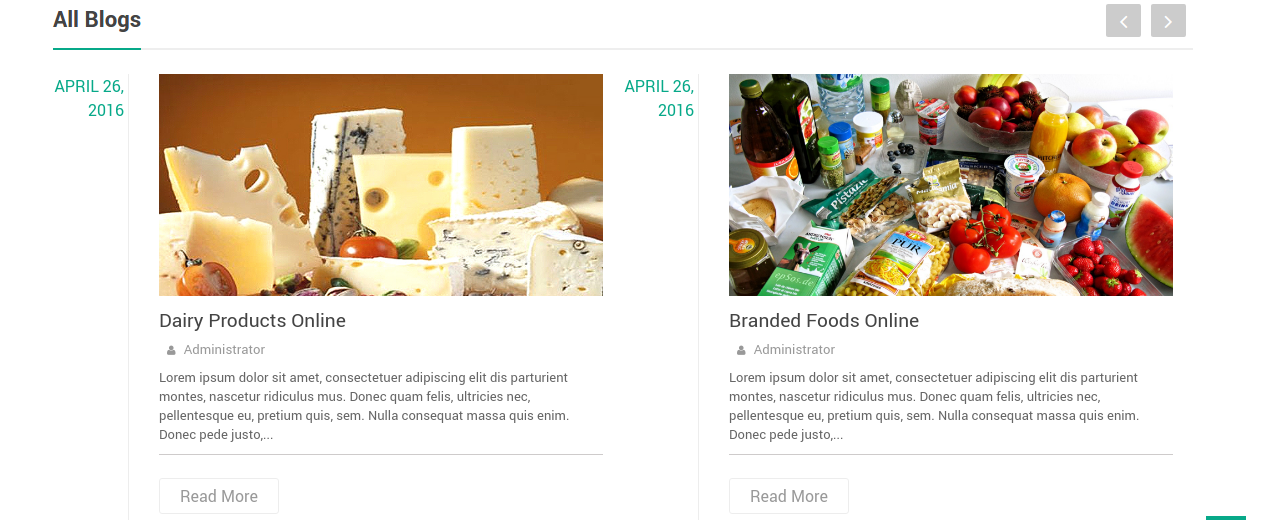 All Blogs
APRIL 26,
2016
Dairy Products Online
Administrator
Lorem ipsum dolor sit amet, consectetuer adipiscing elit dis parturient
montes, nascetur ridiculus mus. Donec quam felis, ultricies nec,
pellentesque eu, pretium quis, sem. Nulla consequat massa quis enim.
Donec pede justo,...
Read More
APRIL 26,
2016
Pistazie
PUR
op5os.de
Branded Foods Online
Administrator
Lorem ipsum dolor sit amet, consectetuer adipiscing elit dis parturient
montes, nascetur ridiculus mus. Donec quam felis, ultricies nec,
pellentesque eu, pretium quis, sem. Nulla consequat massa quis enim.
Donec pede justo,...
Read More